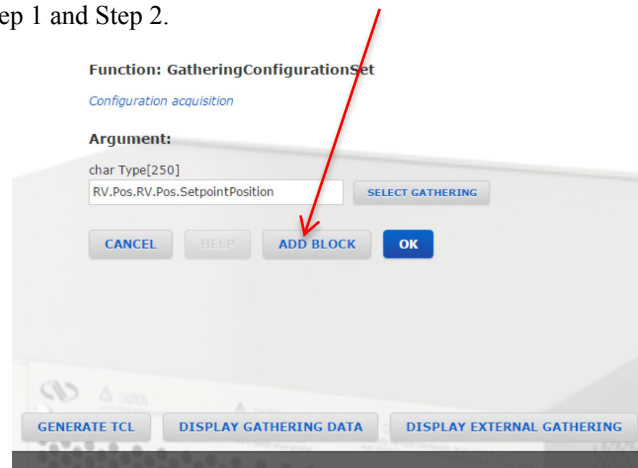 ep 1 and Step 2.
Function: GatheringConfigurationSet
Configuration acquisition
Argument:
char Type[250]
RV.Pos.RV.Pos.SetpointPosition SELECT GATHERING
CANCEL HELP ADD BLOCK OK
GENERATE TCL DISPLAY GATHERING DATA DISPLAY EXTERNAL GATHERING